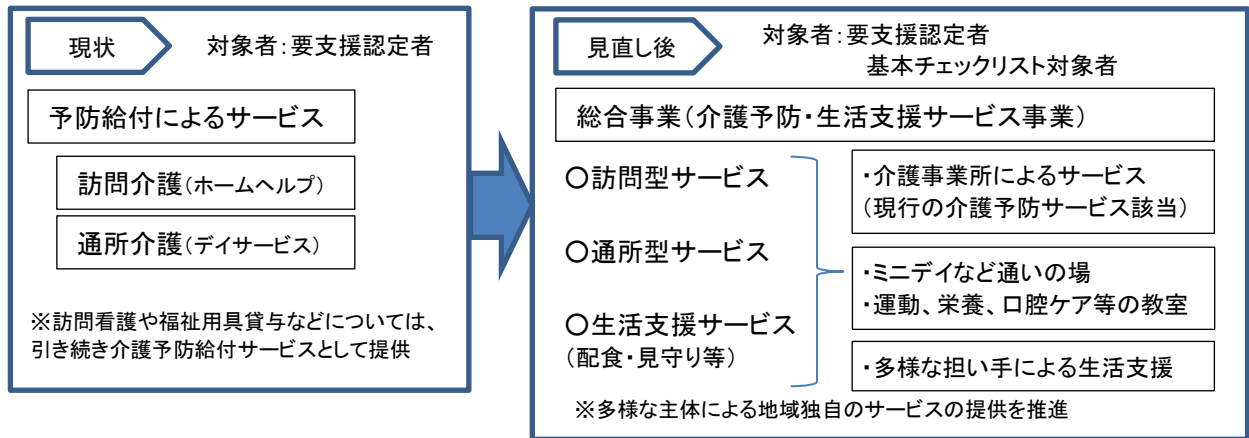 現状
対象者：要支援認定者
予防給付によるサービス
訪問介護（ホームヘルプ）
通所介護（デイサービス）
※訪問看護や福祉用具貸与などについては、
引き続き介護予防給付サービスとして提供
見直し後
対象者：要支援認定者
基本チェックリスト対象者
総合事業（介護予防・生活支援サービス事業）
○訪問型サービス
○通所型サービス
○生活支援サービス
（配食・見守り等）
・介護事業所によるサービス
（現行の介護予防サービス該当）
・ミニデイなど通いの場
・運動、栄養、口腔ケア等の教室
・多様な担い手による生活支援
※多様な主体による地域独自のサービスの提供を推進